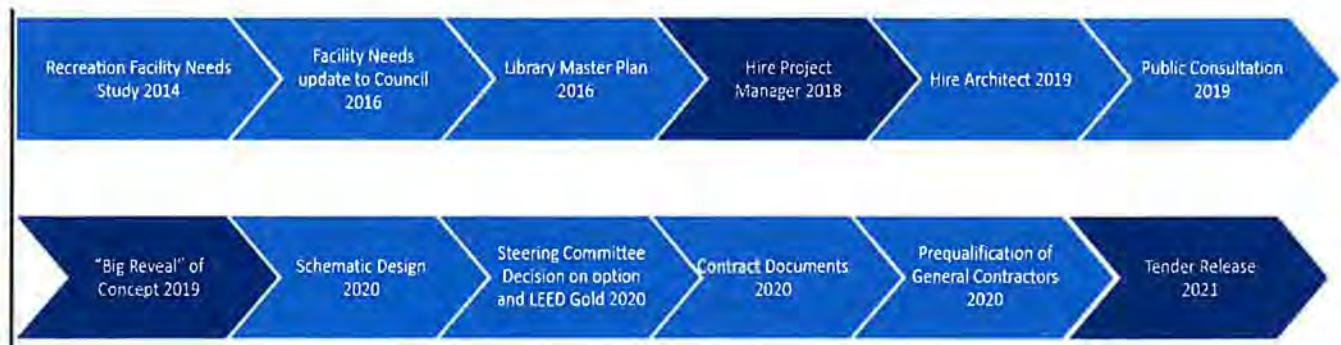 Recreation Facility Needs
Study 2014
Facility Needs
update to Council
2016
Library Master Plan
2016
Hire Project
Manager 2018
Hire Architect 2019
Public Consultation
2019
"Big Reveal" of
Concept 2019
Schematic Design
2020
Steering Committee
Decision on option
and LEED Gold 2020
Contract Documents
2020
Prequalification of
General Contractors
2020
Tender Release
2021